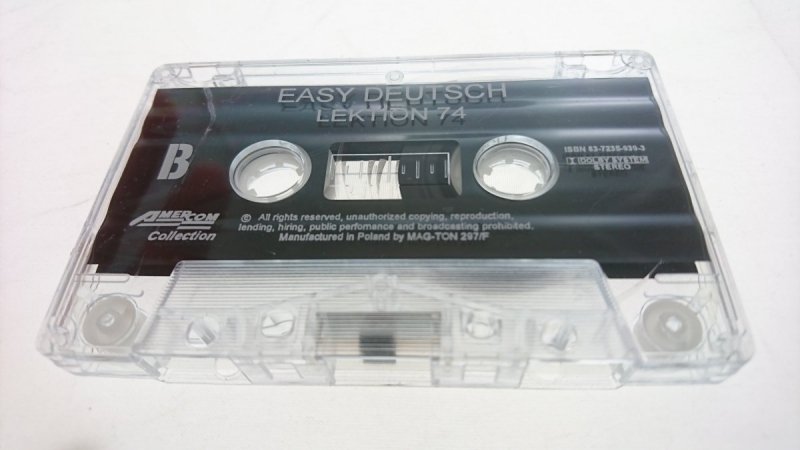 EASY DEUTSCH
LEKTION 74
B
ISBN 83-7235-939-3
DOLBY SYSTEM
STEREO
AMERCOM
Collection
© All rights reserved, unauthorized copying, reproduction,
lending, hiring, public perfomance and broadcasting prohibited.
Manufactured in Poland by MAG-TON 297/F